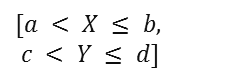 [a < X ≤ b,
c < Y ≤ d]